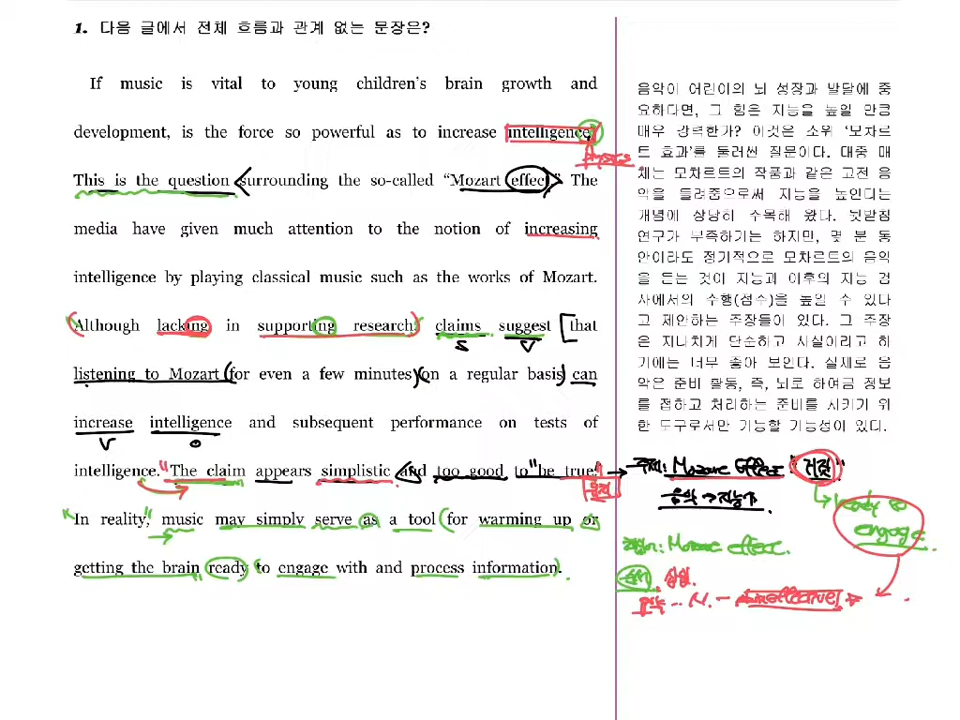 1. 다음 글에서 전체 흐름과 관계 없는 문장은?
If music is vital to young children's brain growth and
development, is the force so powerful as to increase intelligence?
This is the question surrounding the so-called “Mozart effect.” The
media have given much attention to the notion of increasing
intelligence by playing classical music such as the works of Mozart.
Although lacking in supporting research, claims suggest that
S V
listening to Mozart for even a few minutes on a regular basis can
increase intelligence and subsequent performance on tests of
V O
intelligence. The claim appears simplistic and too good to be true.
In reality, music may simply serve as a tool for warming up or
getting the brain ready to engage with and process information.
음악이 어린이의 뇌 성장과 발달에 중
요하다면, 그 힘은 지능을 높일 만큼
매우 강력한가? 이것은 소위 ‘모차르
트 효과’를 둘러싼 질문이다. 대중 매
체는 모차르트의 작품과 같은 고전 음
악을 들려줌으로써 지능을 높인다는
개념에 상당히 주목해 왔다. 뒷받침
연구가 부족하기는 하지만, 몇 분 동
안이라도 정기적으로 모차르트의 음악
을 듣는 것이 지능과 이후의 지능 검
사에서의 수행(점수)을 높일 수 있다
고 제안하는 주장들이 있다. 그 주장
은 지나치게 단순하고 사실이라고 하
기에는 너무 좋아 보인다. 실제로 음
악은 준비 활동, 즉, 뇌로 하여금 정보
를 접하고 처리하는 준비를 시키기 위
한 도구로서만 기능할 가능성이 있다.
주제: Mozart Effect "거짓"
음악 → 지능↑
ready to
engage
Mozart effect.